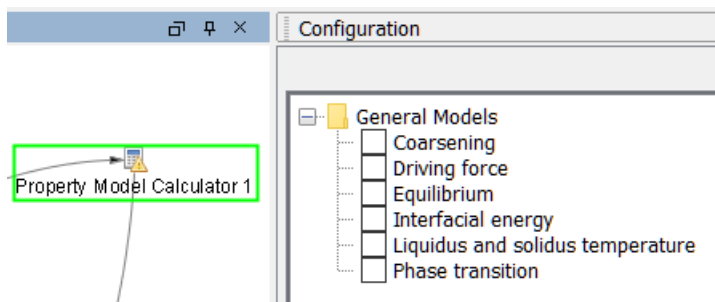 Configuration
Property Model Calculator 1
General Models
Coarsening
Driving force
Equilibrium
Interfacial energy
Liquidus and solidus temperature
Phase transition